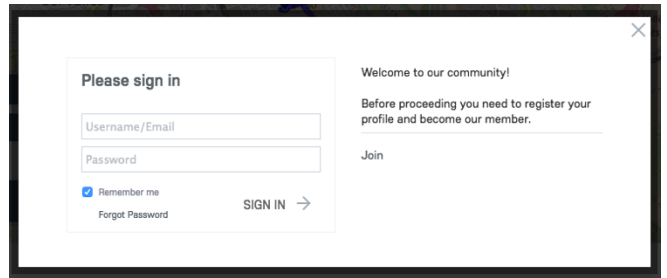 Please sign in
Username/Email
Password
Remember me
Forgot Password
SIGN IN
Welcome to our community!
Before proceeding you need to register your
profile and become our member.
Join